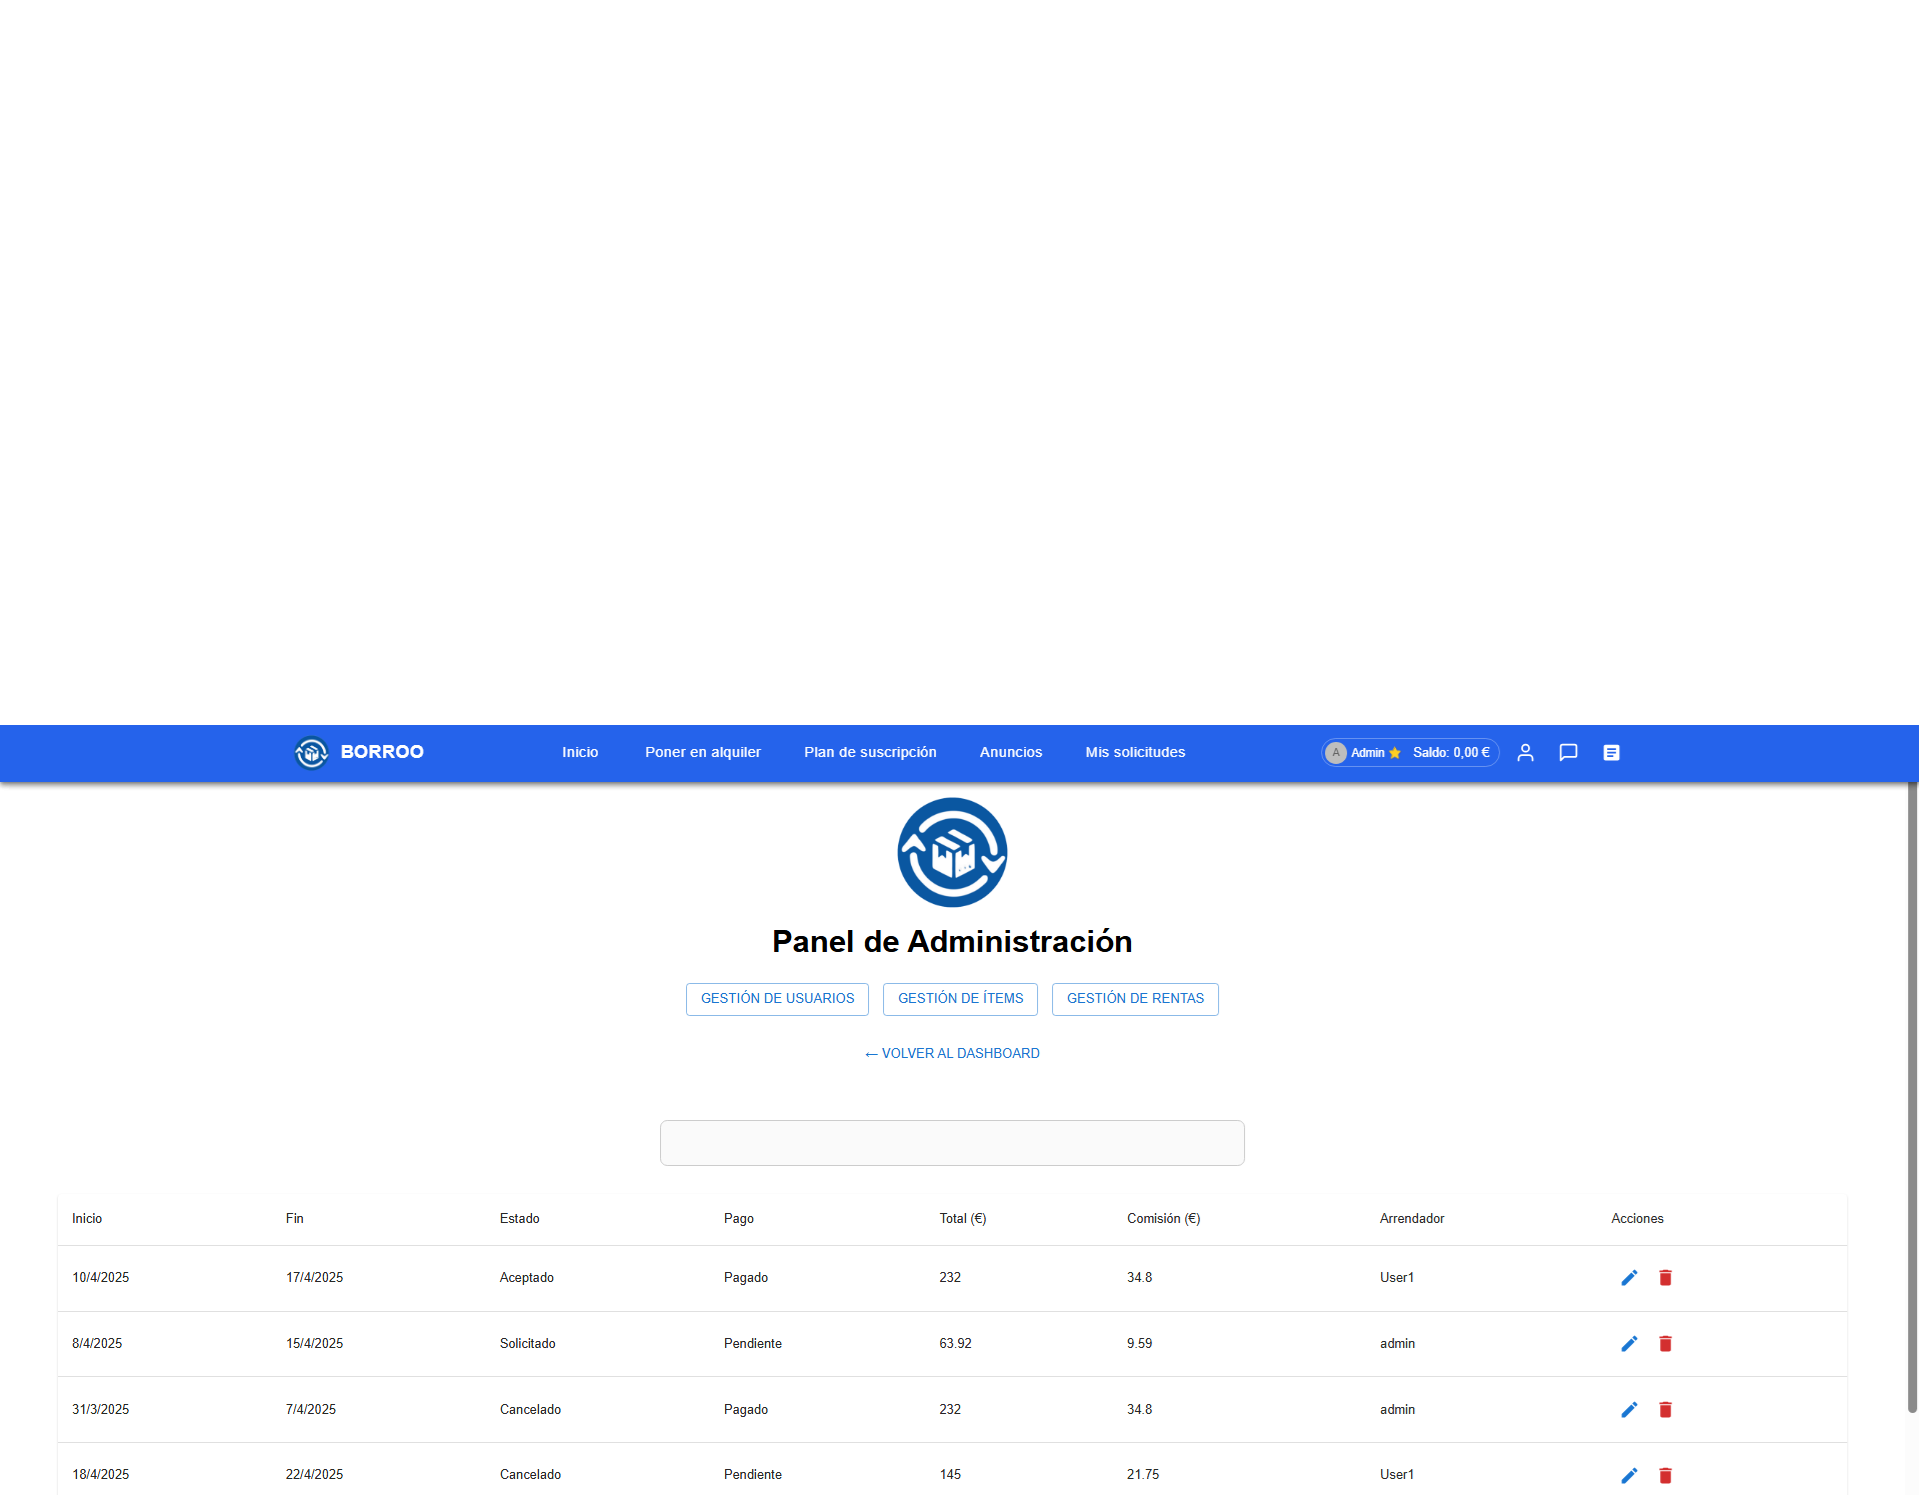 BORROO Inicio Poner en alquiler Plan de suscripción Anuncios Mis solicitudes A Admin Saldo: 0,00 €
Panel de Administración
GESTIÓN DE USUARIOS GESTIÓN DE ÍTEMS GESTIÓN DE RENTAS
← VOLVER AL DASHBOARD
Inicio Fin Estado Pago Total (€) Comisión (€) Arrendador Acciones
10/4/2025 17/4/2025 Aceptado Pagado 232 34.8 User1
8/4/2025 15/4/2025 Solicitado Pendiente 63.92 9.59 admin
31/3/2025 7/4/2025 Cancelado Pagado 232 34.8 admin
18/4/2025 22/4/2025 Cancelado Pendiente 145 21.75 User1